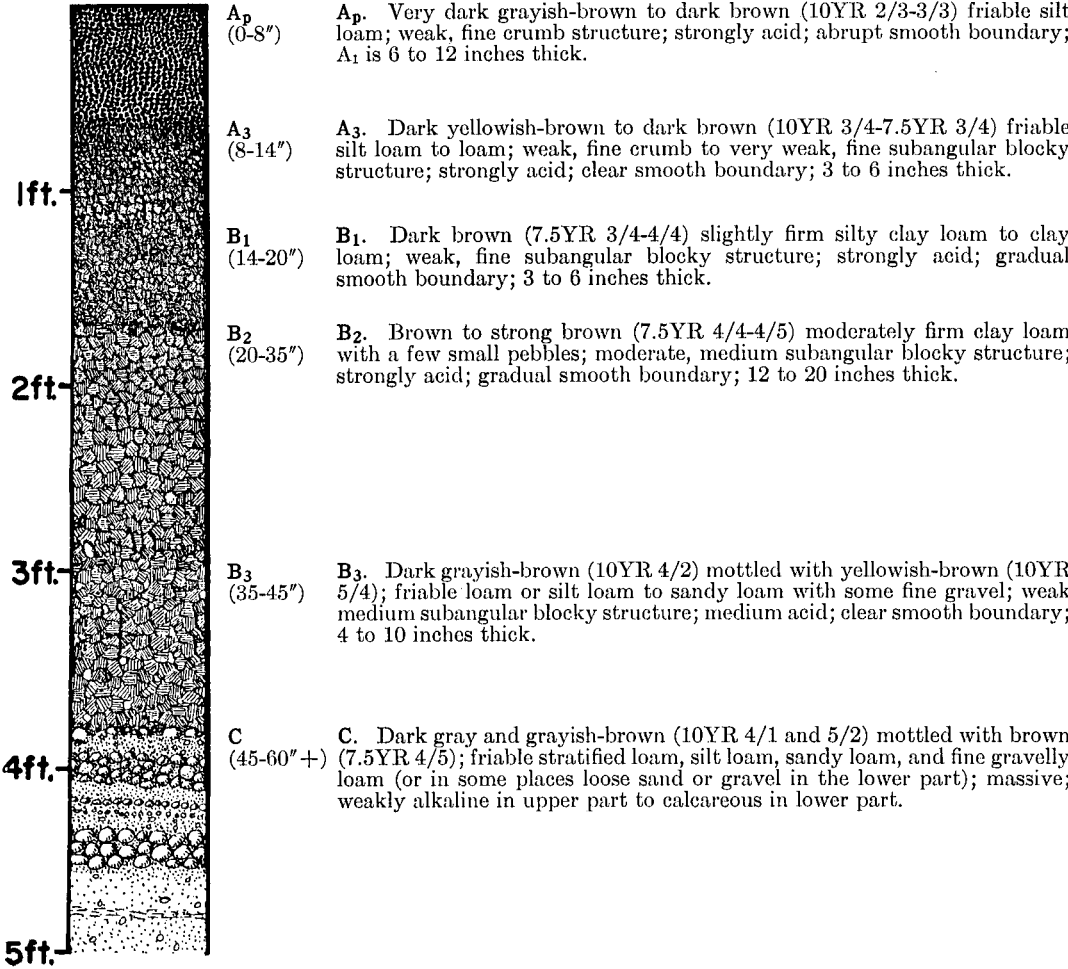 Ap
(0-8″)
Ap. Very dark grayish-brown to dark brown (10YR 2/3-3/3) friable silt
loam; weak, fine crumb structure; strongly acid; abrupt smooth boundary;
A1 is 6 to 12 inches thick.
A3
(8-14″)
A3. Dark yellowish-brown to dark brown (10YR 3/4-7.5YR 3/4) friable
silt loam to loam; weak, fine crumb to very weak, fine subangular blocky
structure; strongly acid; clear smooth boundary; 3 to 6 inches thick.
1ft.
B1
(14-20″)
B1. Dark brown (7.5YR 3/4-4/4) slightly firm silty clay loam to clay
loam; weak, fine subangular blocky structure; strongly acid; gradual
smooth boundary; 3 to 6 inches thick.
B2
(20-35″)
B2. Brown to strong brown (7.5YR 4/4-4/5) moderately firm clay loam
with a few small pebbles; moderate, medium subangular blocky structure;
strongly acid; gradual smooth boundary; 12 to 20 inches thick.
2ft.
3ft.
B3
(35-45″)
B3. Dark grayish-brown (10YR 4/2) mottled with yellowish-brown (10YR
5/4); friable loam or silt loam to sandy loam with some fine gravel; weak
medium subangular blocky structure; medium acid; clear smooth boundary;
4 to 10 inches thick.
C
(45-60″+)
C. Dark gray and grayish-brown (10YR 4/1 and 5/2) mottled with brown
(7.5YR 4/5); friable stratified loam, silt loam, sandy loam, and fine gravelly
loam (or in some places loose sand or gravel in the lower part); massive;
weakly alkaline in upper part to calcareous in lower part.
4ft.
5ft.